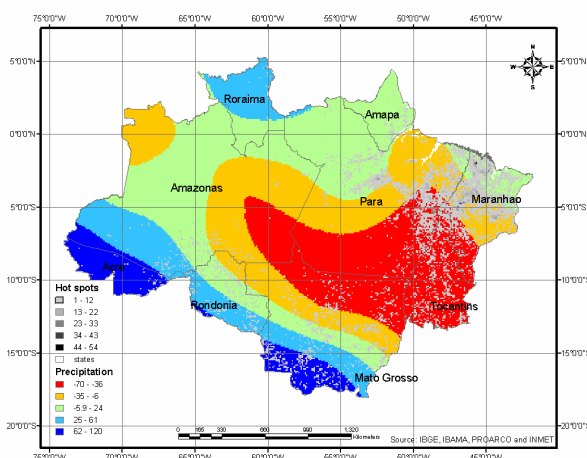 75°0'0"W 70°0'0"W 65°0'0"W 60°0'0"W 55°0'0"W 50°0'0"W 45°0'0"W
N
W E
S
5°0'0"N 5°0'0"N
Roraima
Amapa
0°0'0"N 0°0'0"N
Amazonas
Para
Maranhao
5°0'0"S 5°0'0"S
Acre
10°0'0"S 10°0'0"S
Rondonia
Tocantins
15°0'0"S 15°0'0"S
Mato Grosso
20°0'0"S 20°0'0"S
Hot spots
1 - 12
13 - 22
23 - 33
34 - 43
44 - 54
states
Precipitation
-70 - -36
-35 - -6
-5.9 - 24
25 - 61
62 - 120
0 165 330 660 990 1,320
Kilometers
Source: IBGE, IBAMA, PROARCO and INMET
75°0'0"W 70°0'0"W 65°0'0"W 60°0'0"W 55°0'0"W 50°0'0"W 45°0'0"W